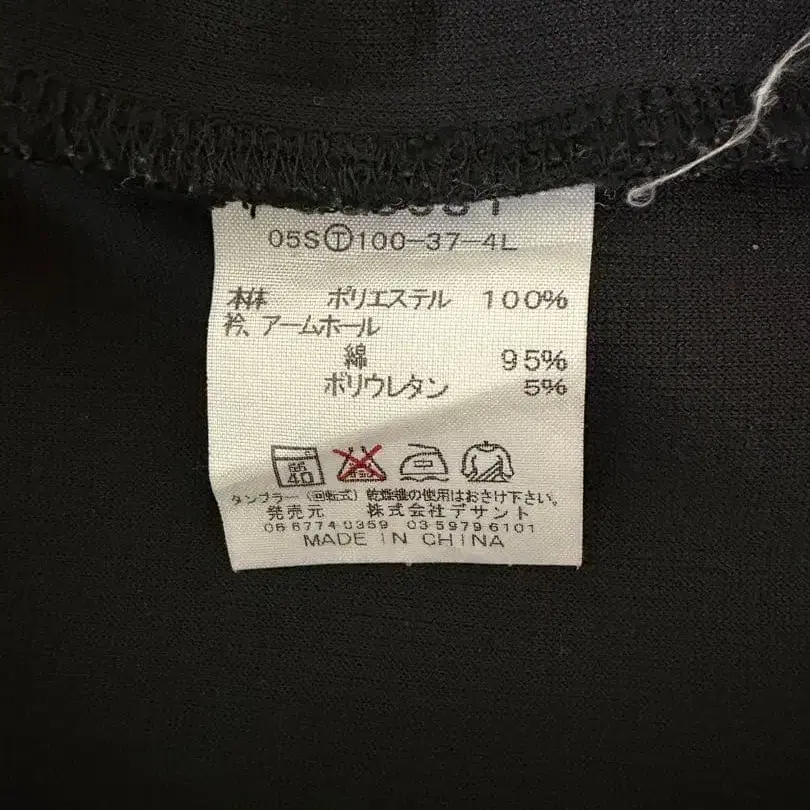 05SⓉ100-37-4L
本体 ポリエステル 100%
衿、アームホール
綿 95%
ポリウレタン 5%
40
タンブラー(回転式)乾燥機の使用はおさけ下さい。
発売元 株式会社デサント
06 6774 0359 03 5979 6101
MADE IN CHINA